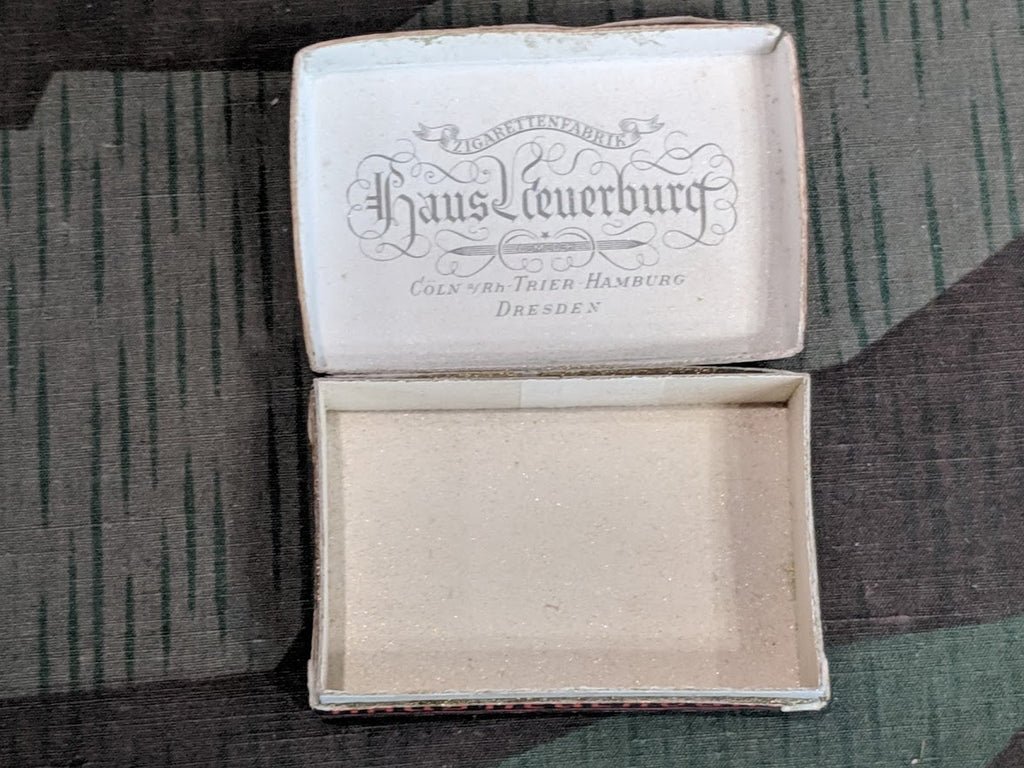 ZIGARETTENFABRIK
Haus Neuerburg
G.M.B.H.
CÖLN a/Rh·TRIER·HAMBURG
DRESDEN